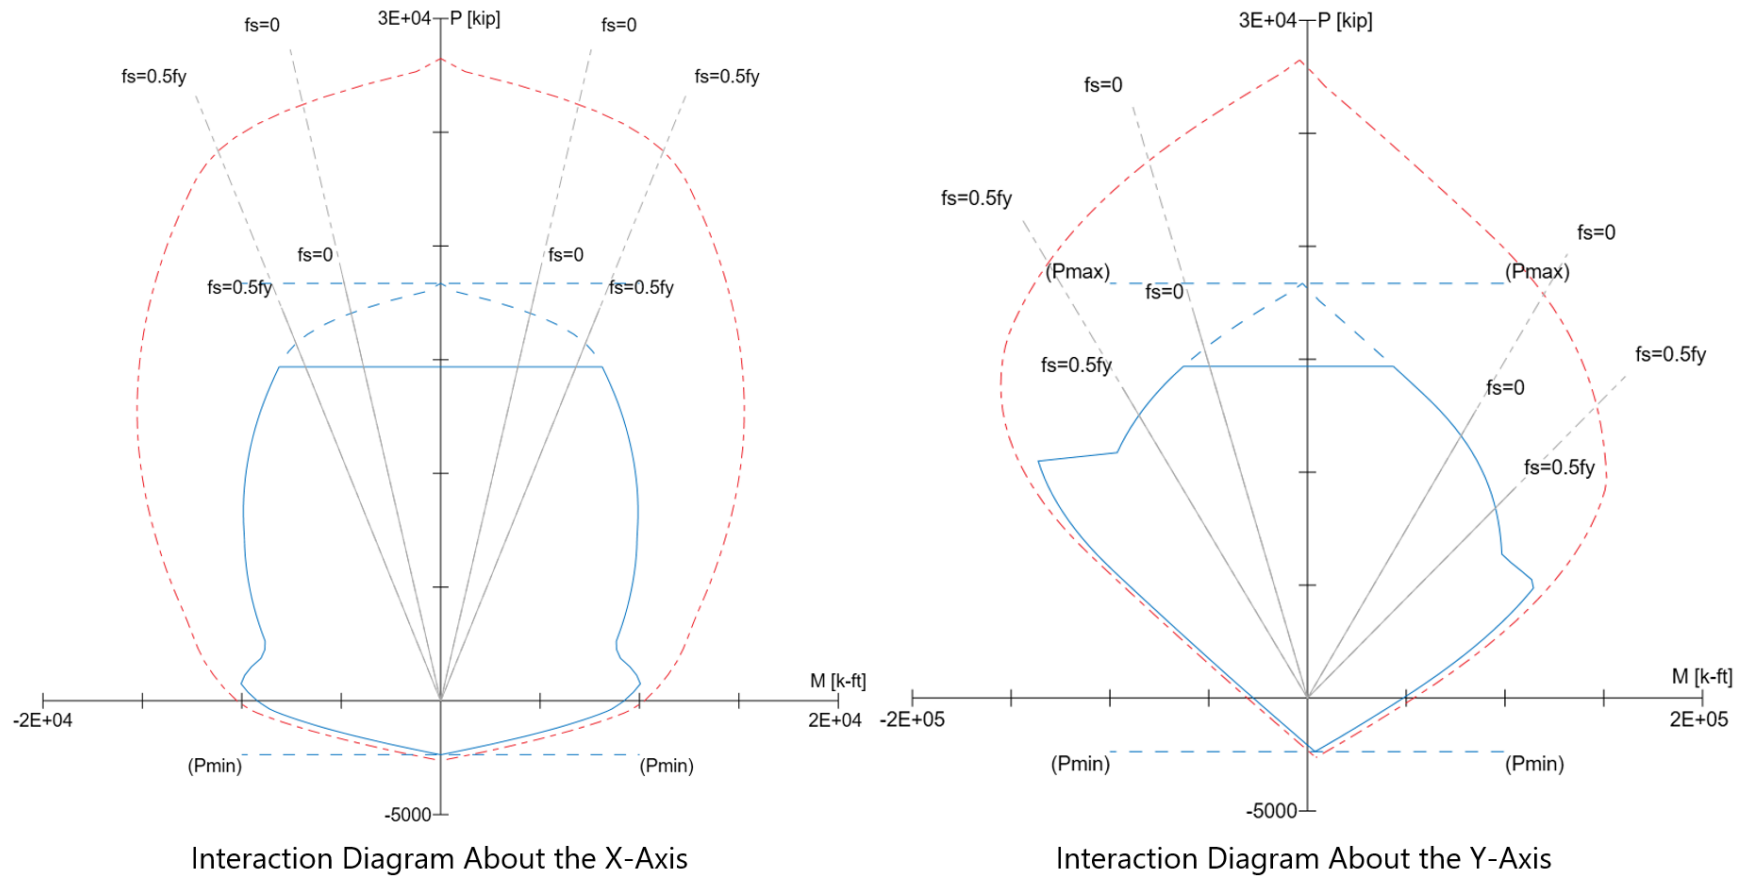 3E+04 P [kip]
fs=0
fs=0
fs=0.5fy
fs=0.5fy
fs=0
fs=0
fs=0.5fy
fs=0.5fy
M [k-ft]
-2E+04
2E+04
(Pmin)
(Pmin)
-5000
Interaction Diagram About the X-Axis
3E+04 P [kip]
fs=0
fs=0.5fy
fs=0
(Pmax)
(Pmax)
fs=0
fs=0.5fy
fs=0.5fy
fs=0
fs=0.5fy
M [k-ft]
-2E+05
2E+05
(Pmin)
(Pmin)
-5000
Interaction Diagram About the Y-Axis